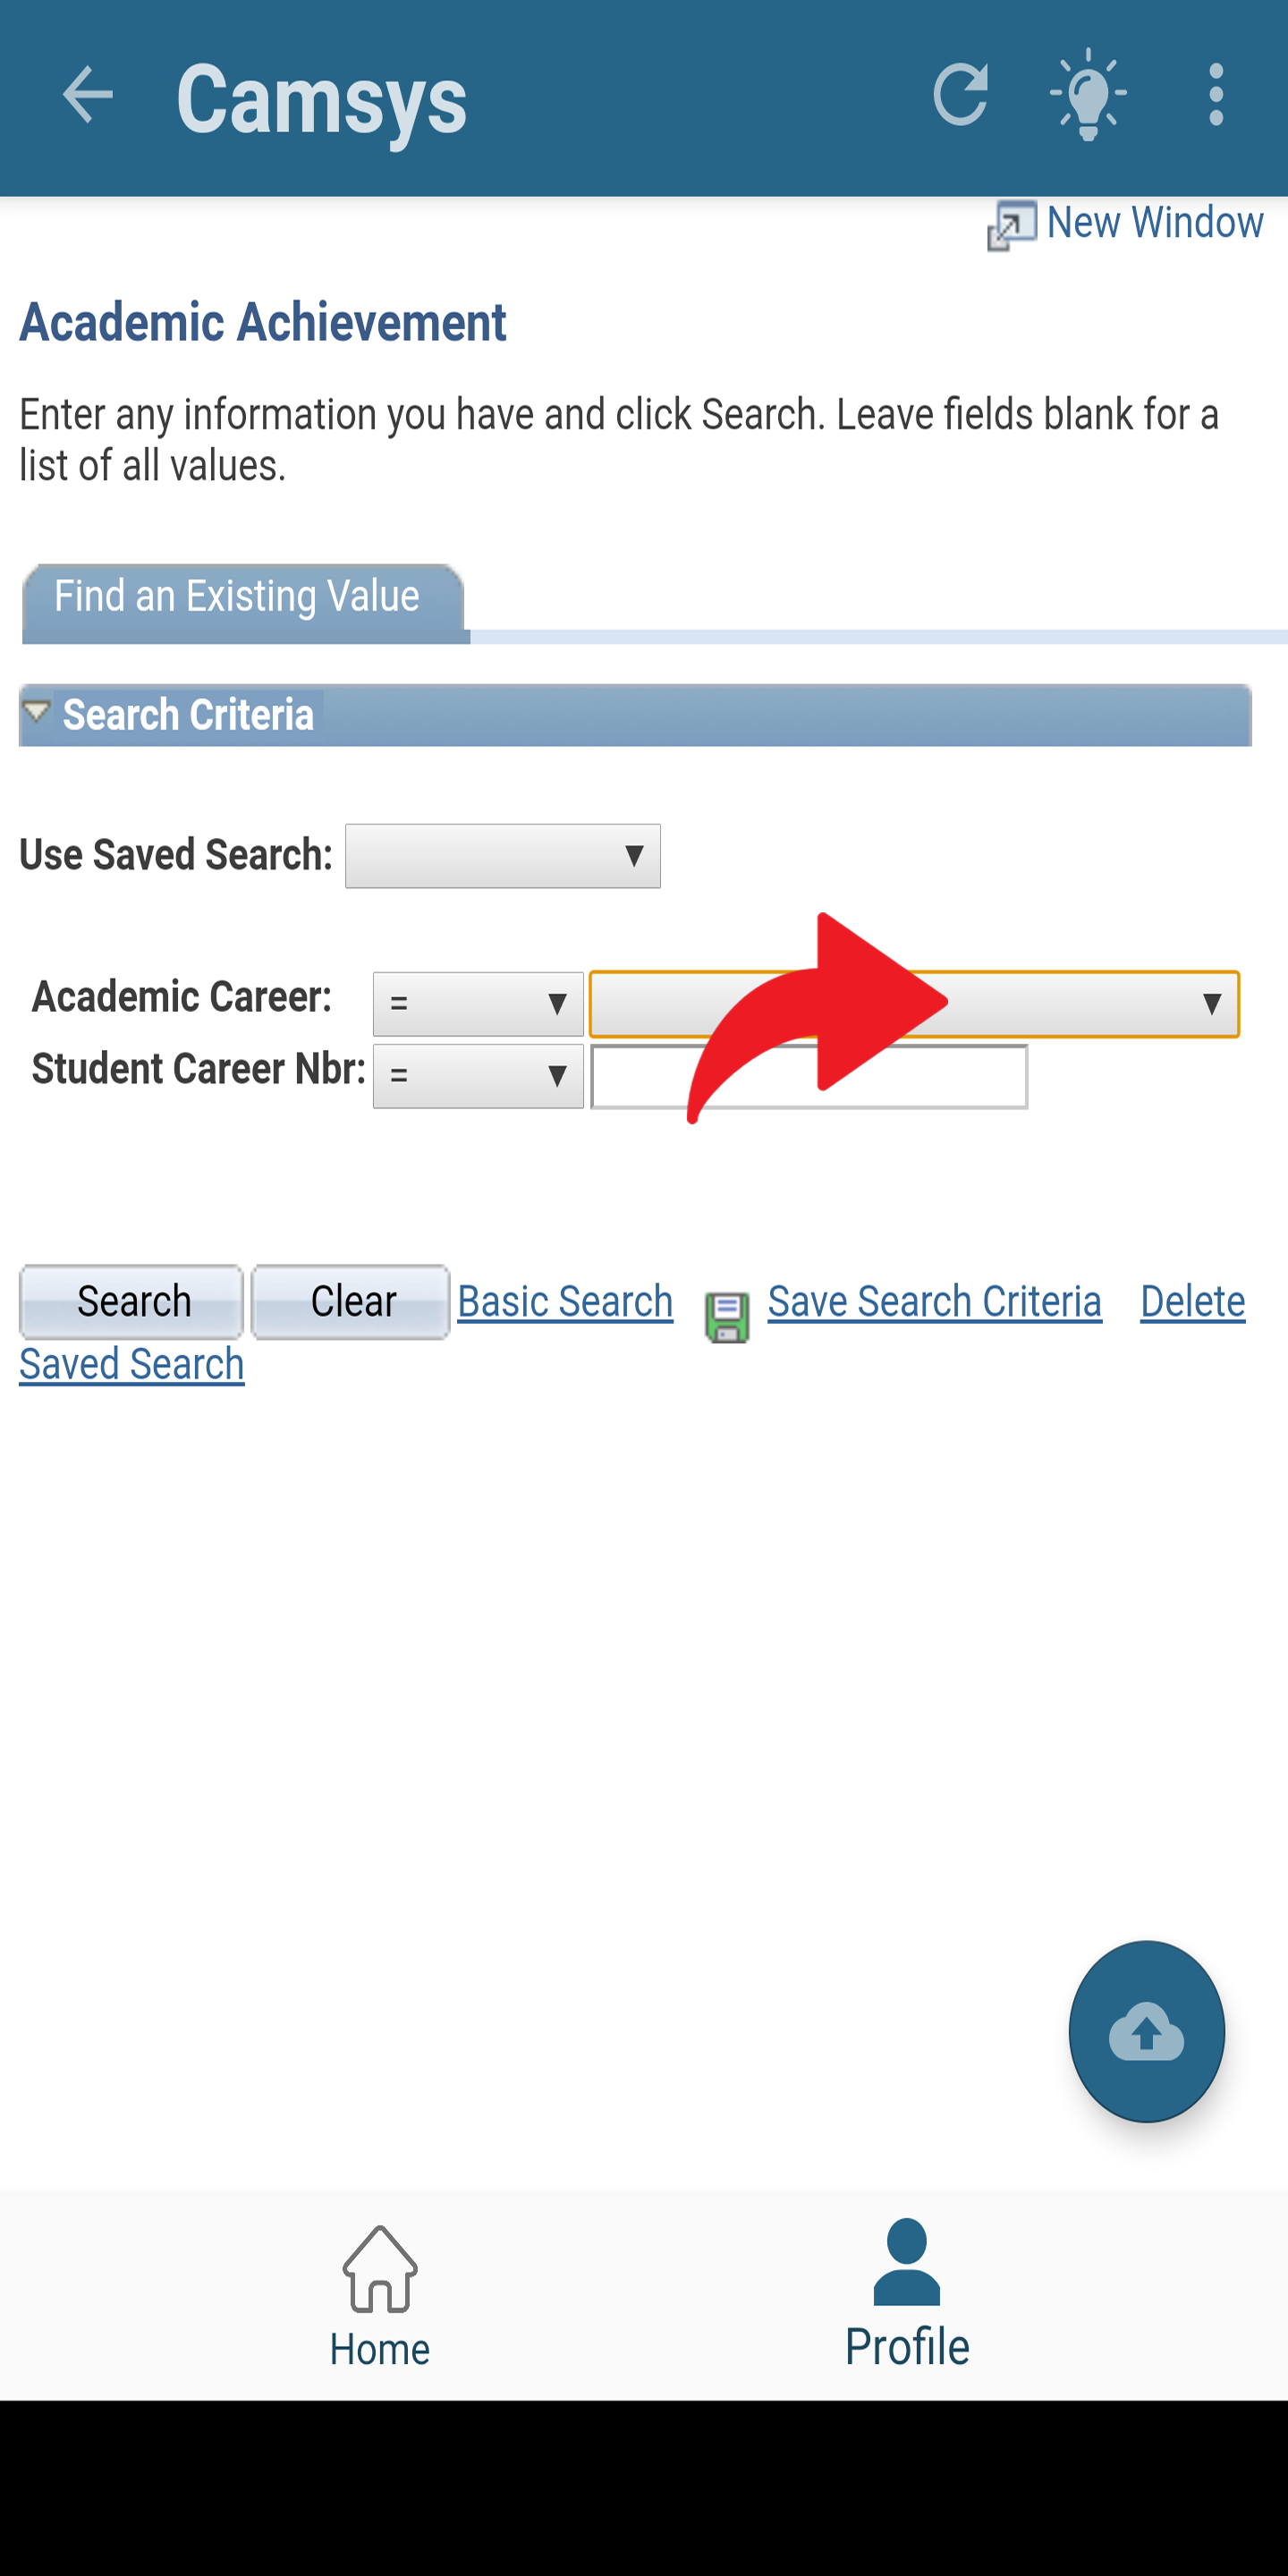 Camsys
New Window
Academic Achievement
Enter any information you have and click Search. Leave fields blank for a
list of all values.
Find an Existing Value
Search Criteria
Use Saved Search:
Academic Career: =
Student Career Nbr: =
Search Clear Basic Search Save Search Criteria Delete
Saved Search
Home Profile